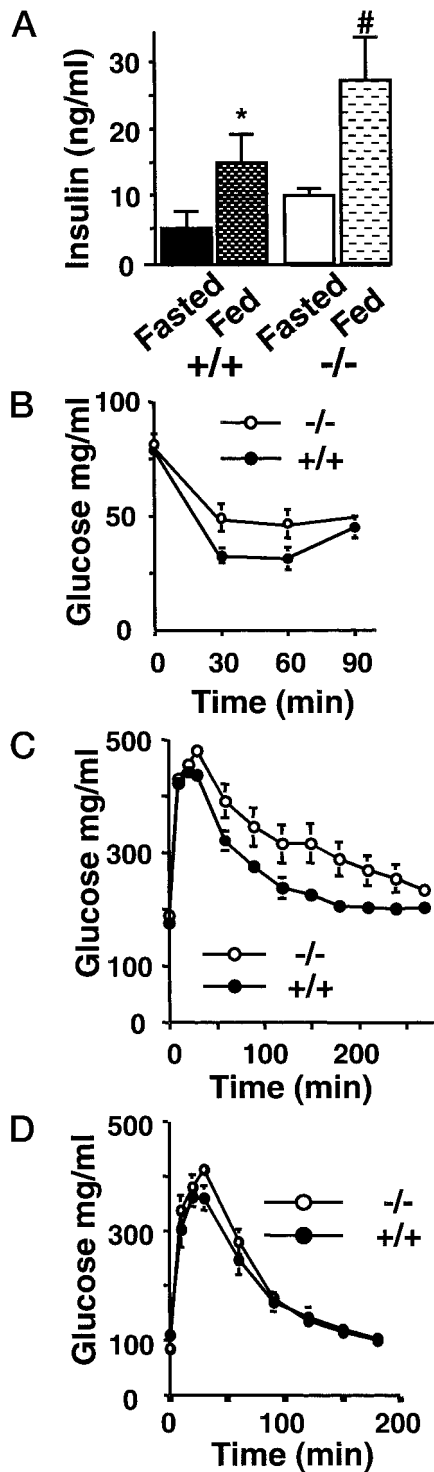 A
Insulin (ng/ml)
30
20
10
0
*
#
Fasted
Fed
Fasted
Fed
+/+
-/-
B
Glucose mg/ml
100
50
0
-/-
+/+
0 30 60 90
Time (min)
C
Glucose mg/ml
500
300
100
0
-/-
+/+
0 100 200
Time (min)
D
Glucose mg/ml
500
300
100
0
-/-
+/+
0 100 200
Time (min)